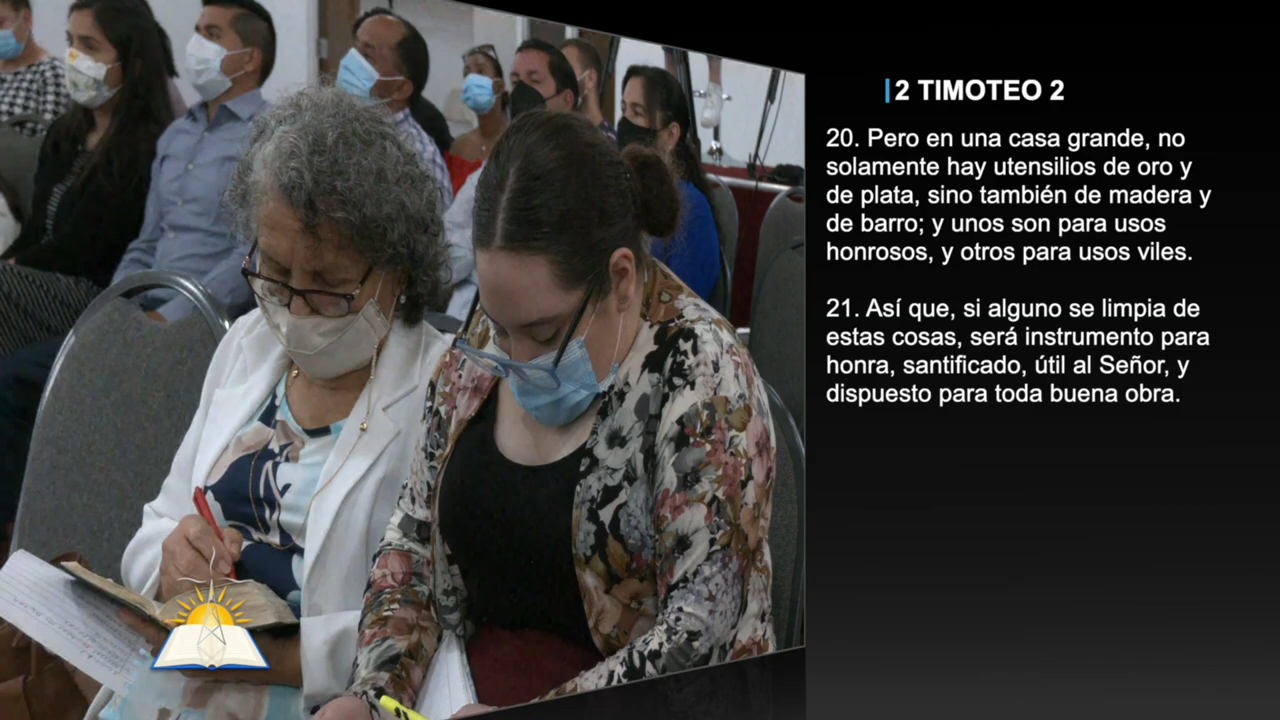 2 TIMOTEO 2
20. Pero en una casa grande, no
solamente hay utensilios de oro y
de plata, sino también de madera y
de barro; y unos son para usos
honrosos, y otros para usos viles.
21. Así que, si alguno se limpia de
estas cosas, será instrumento para
honra, santificado, útil al Señor, y
dispuesto para toda buena obra.